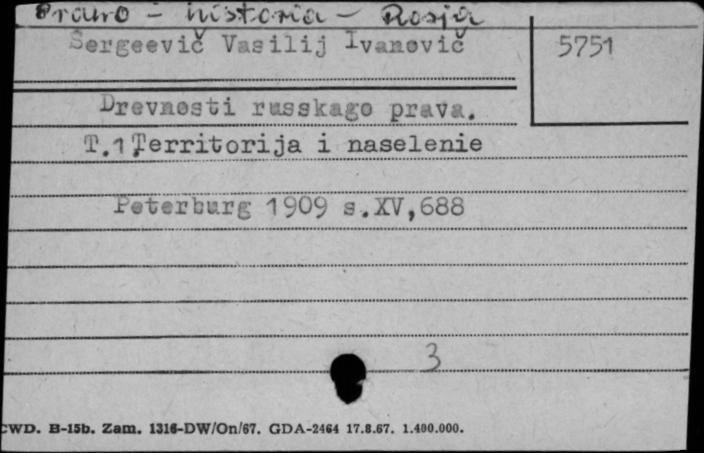 Prawo - historia - Rosja
Sergeevič Vasilij Ivanovič
5751
Drevnosti russkago prava.
T.1.Territorija i naselenie
Peterburg 1909 s.XV,688
3
CWD. B-15b. Zam. 1316-DW/On/67. GDA-2464 17.8.67. 1.400.000.